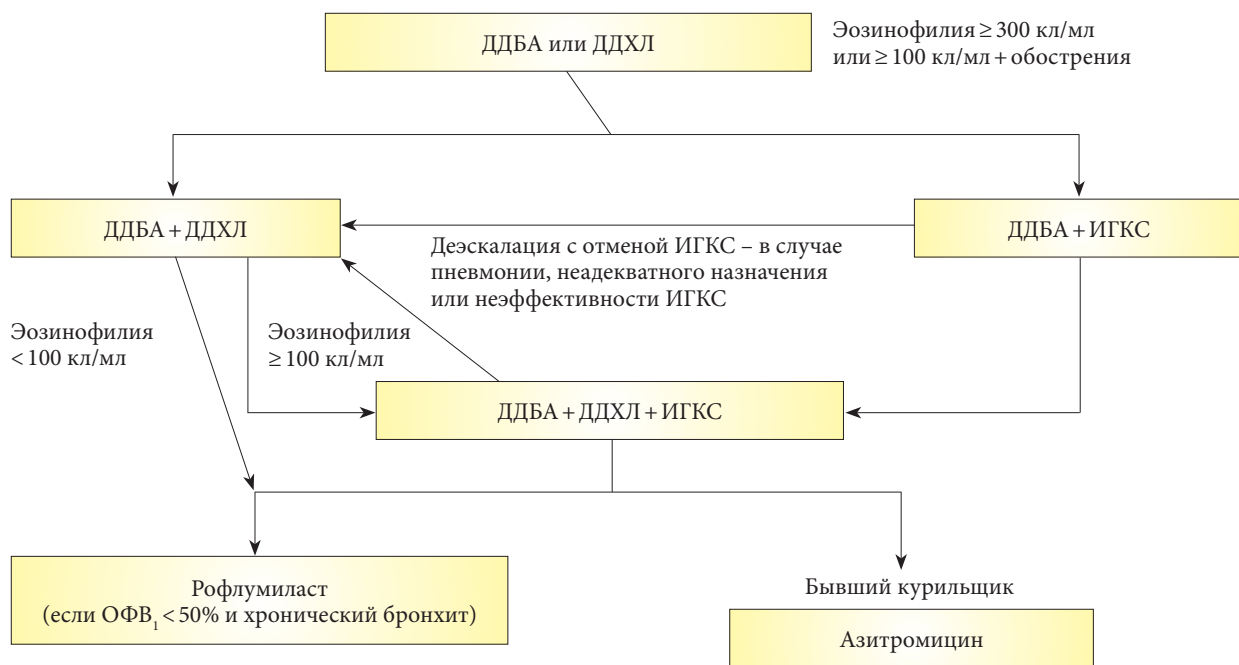 ДДБА или ДДХЛ
Эозинофилия ≥ 300 кл/мл
или ≥ 100 кл/мл + обострения
ДДБА + ДДХЛ
ДДБА + ИГКС
Деэскалация с отменой ИГКС – в случае
пневмонии, неадекватного назначения
или неэффективности ИГКС
Эозинофилия
< 100 кл/мл
Эозинофилия
≥ 100 кл/мл
ДДБА + ДДХЛ + ИГКС
Рофлумиласт
(если ОФВ₁ < 50% и хронический бронхит)
Бывший курильщик
Азитромицин